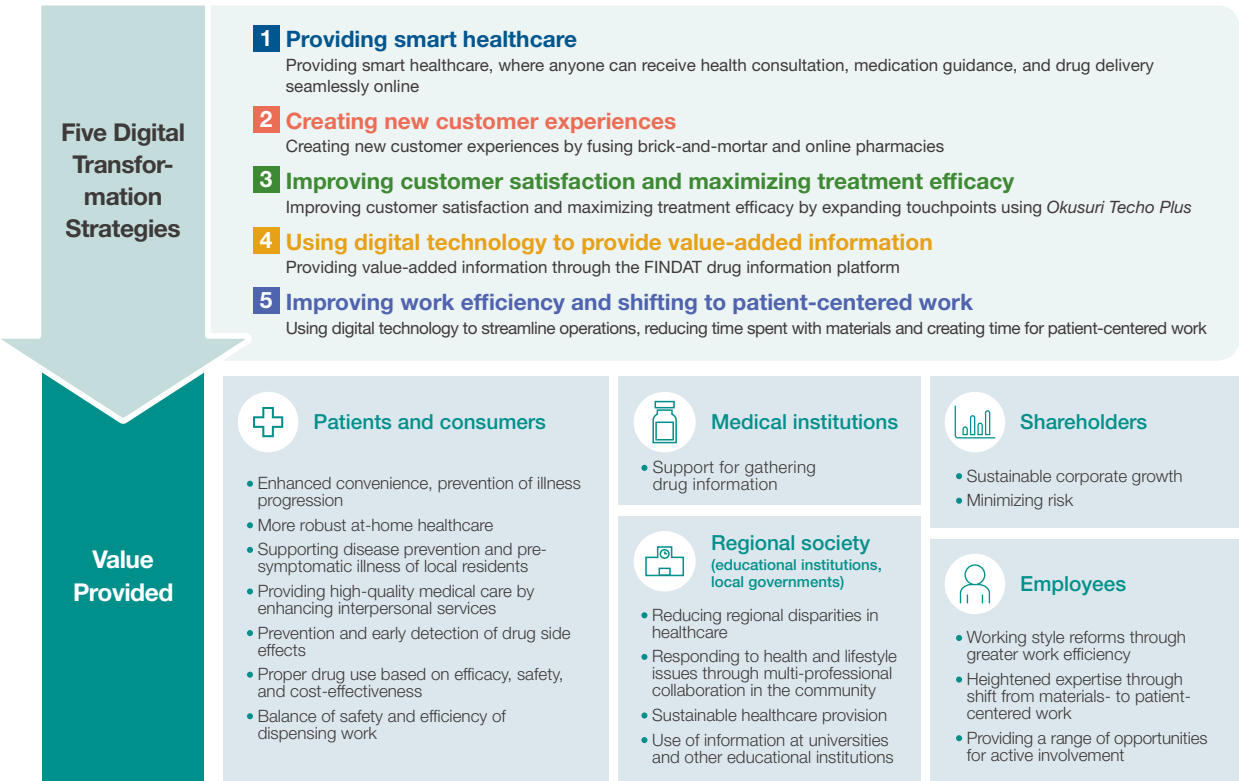 Five Digital
Transfor-
mation
Strategies
1 Providing smart healthcare
Providing smart healthcare, where anyone can receive health consultation, medication guidance, and drug delivery
seamlessly online
2 Creating new customer experiences
Creating new customer experiences by fusing brick-and-mortar and online pharmacies
3 Improving customer satisfaction and maximizing treatment efficacy
Improving customer satisfaction and maximizing treatment efficacy by expanding touchpoints using Okusuri Techo Plus
4 Using digital technology to provide value-added information
Providing value-added information through the FINDAT drug information platform
5 Improving work efficiency and shifting to patient-centered work
Using digital technology to streamline operations, reducing time spent with materials and creating time for patient-centered work
Value
Provided
Patients and consumers
• Enhanced convenience, prevention of illness
progression
• More robust at-home healthcare
• Supporting disease prevention and pre-
symptomatic illness of local residents
• Providing high-quality medical care by
enhancing interpersonal services
• Prevention and early detection of drug side
effects
• Proper drug use based on efficacy, safety,
and cost-effectiveness
• Balance of safety and efficiency of
dispensing work
Medical institutions
• Support for gathering
drug information
Regional society
(educational institutions,
local governments)
• Reducing regional disparities in
healthcare
• Responding to health and lifestyle
issues through multi-professional
collaboration in the community
• Sustainable healthcare provision
• Use of information at universities
and other educational institutions
Shareholders
• Sustainable corporate growth
• Minimizing risk
Employees
• Working style reforms through
greater work efficiency
• Heightened expertise through
shift from materials- to patient-
centered work
• Providing a range of opportunities
for active involvement